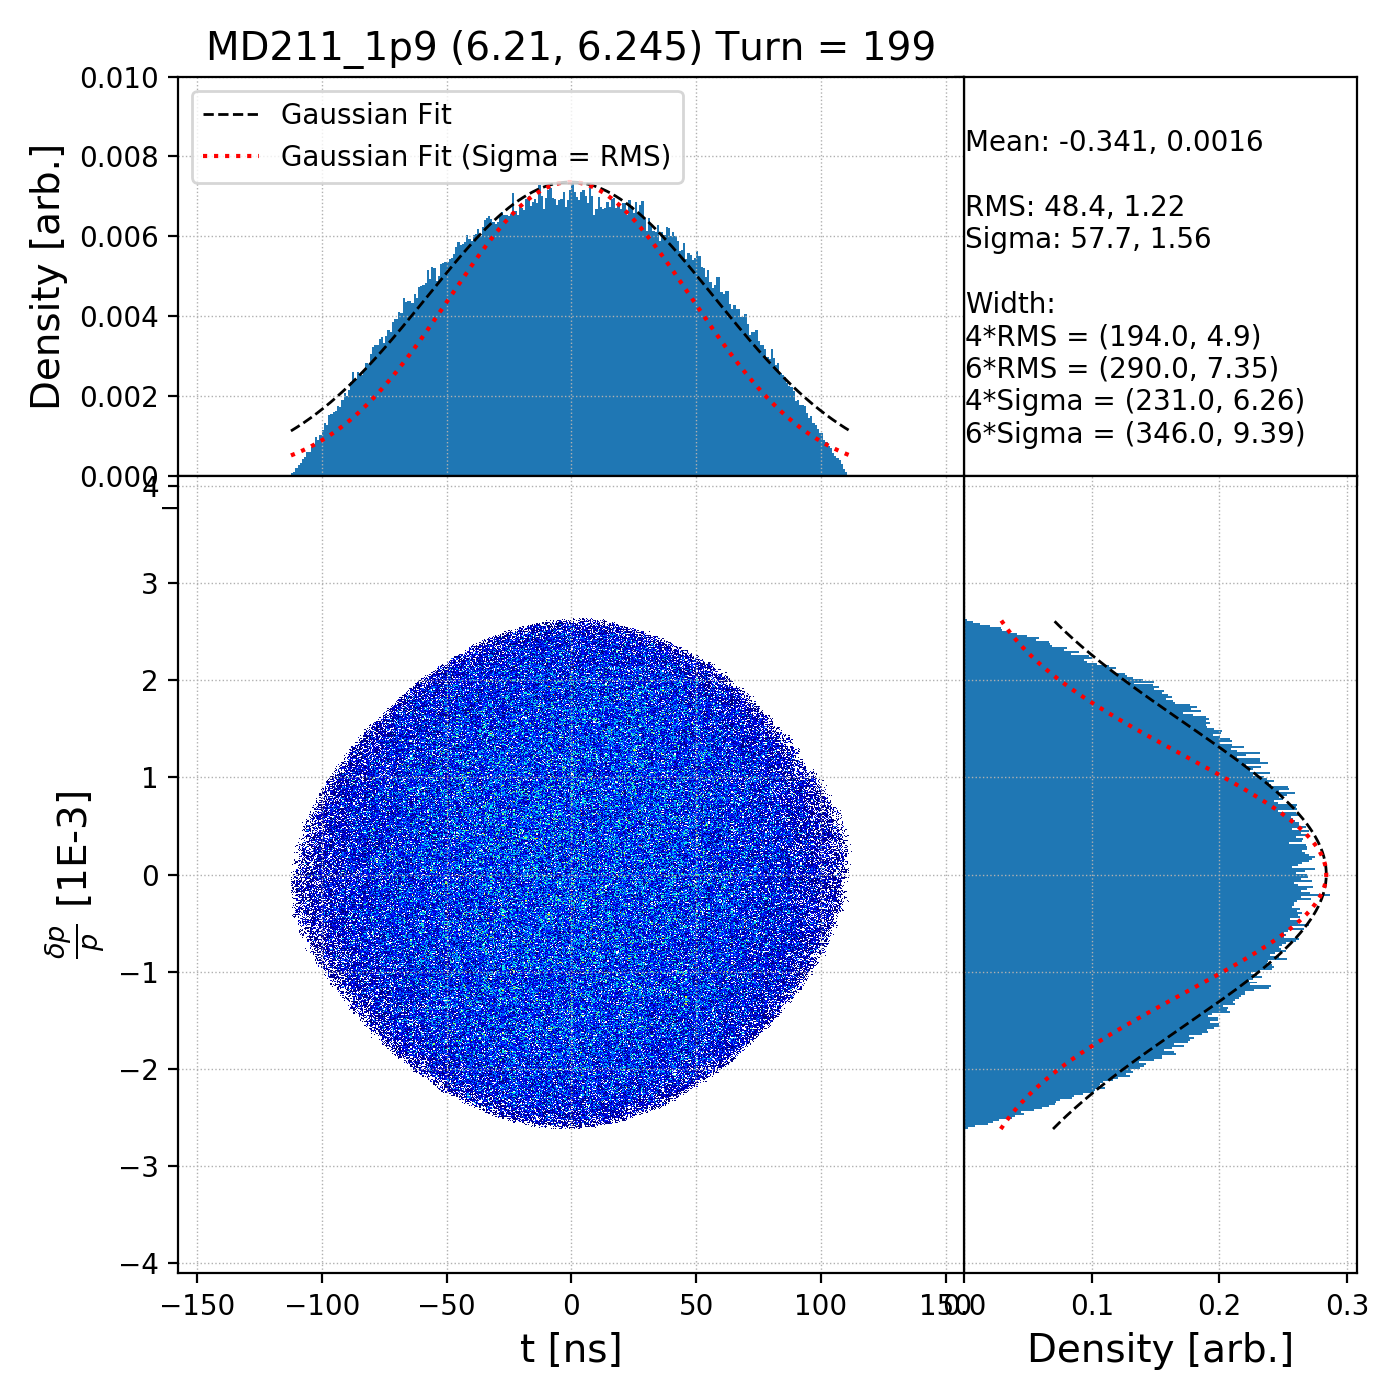 MD211_1p9 (6.21, 6.245) Turn = 199
0.010
0.008
0.006
0.004
0.002
0.000
Density [arb.]
Gaussian Fit
Gaussian Fit (Sigma = RMS)
Mean: -0.341, 0.0016
RMS: 48.4, 1.22
Sigma: 57.7, 1.56
Width:
4*RMS = (194.0, 4.9)
6*RMS = (290.0, 7.35)
4*Sigma = (231.0, 6.26)
6*Sigma = (346.0, 9.39)
4
3
2
1
0
−1
−2
−3
−4
δp/p [1E-3]
−150 −100 −50 0 50 100 150
t [ns]
0.0 0.1 0.2 0.3
Density [arb.]